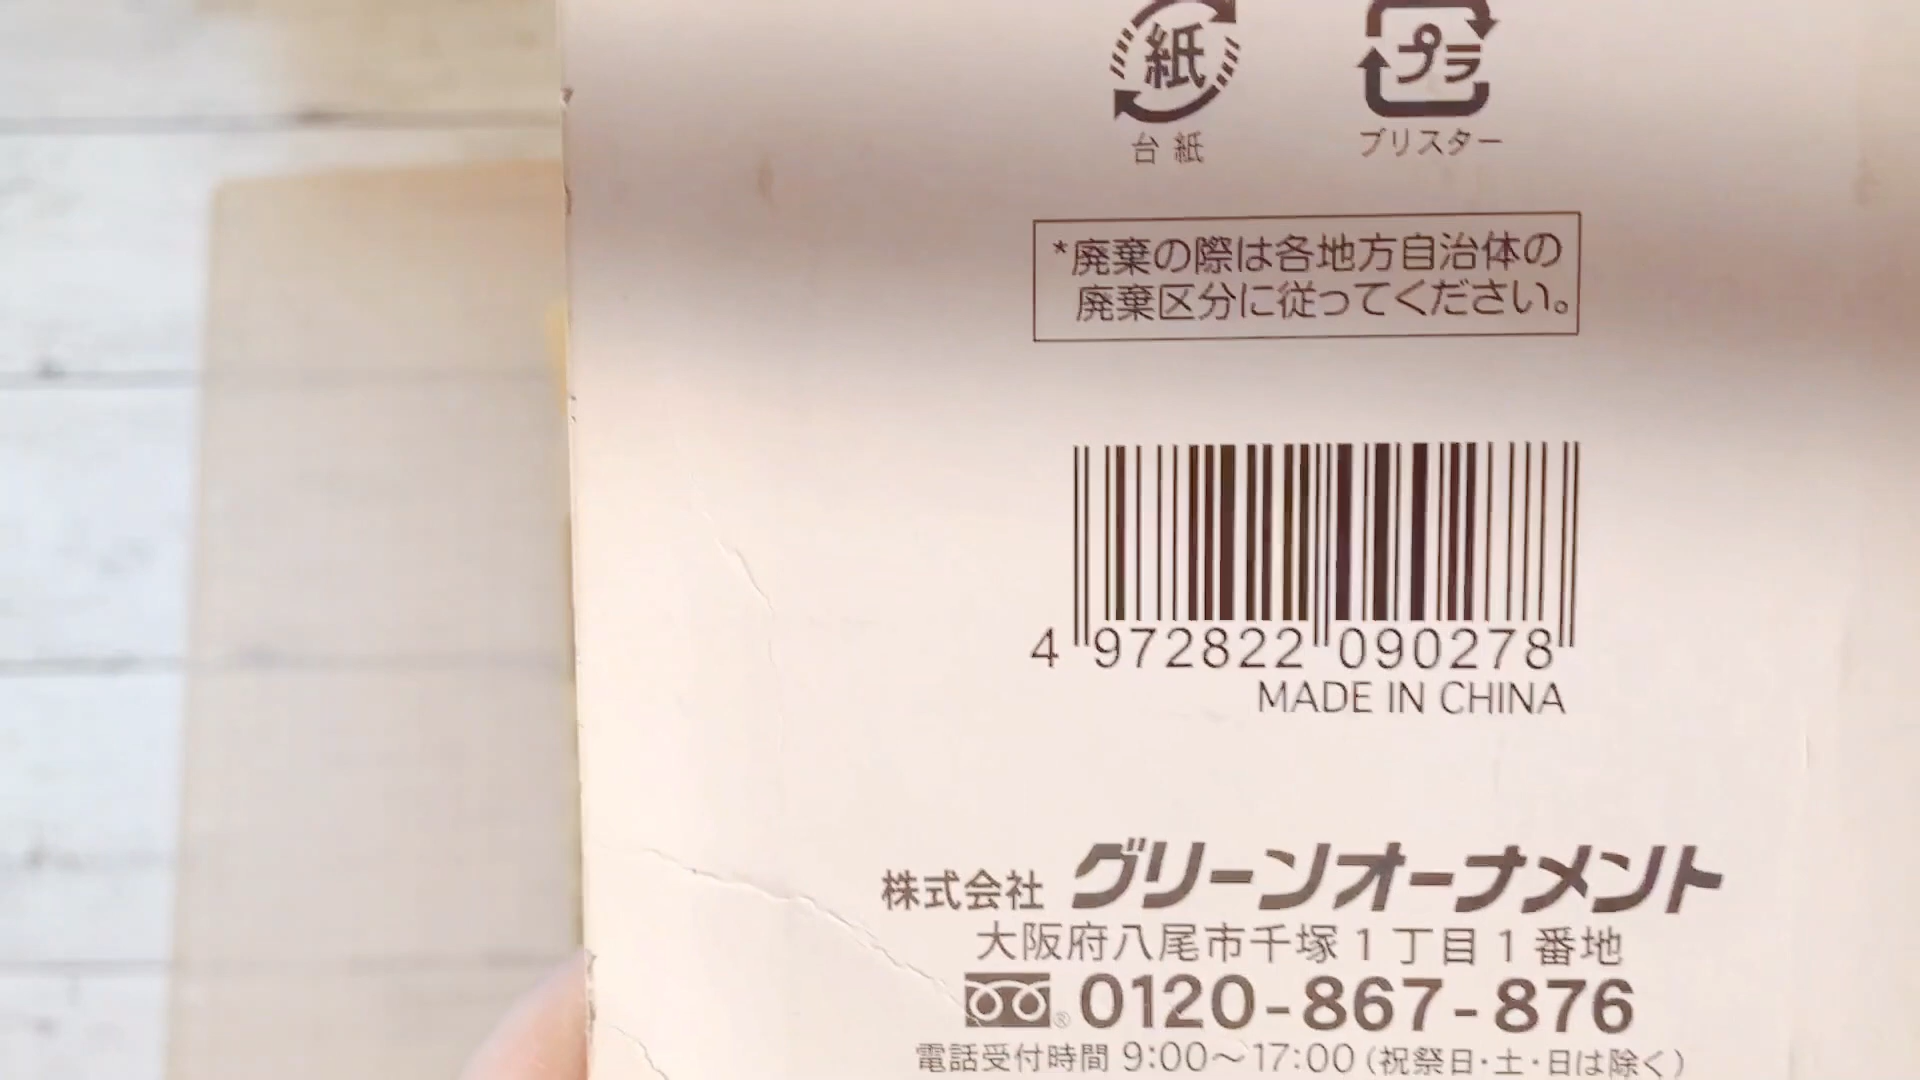 紙 プラ
台紙 ブリスター
*廃棄の際は各地方自治体の
廃棄区分に従ってください。
4 972822 090278
MADE IN CHINA
株式会社 グリーンオーナメント
大阪府八尾市千塚1丁目1番地
® 0120-867-876
電話受付時間 9:00〜17:00(祝祭日・土・日は除く)